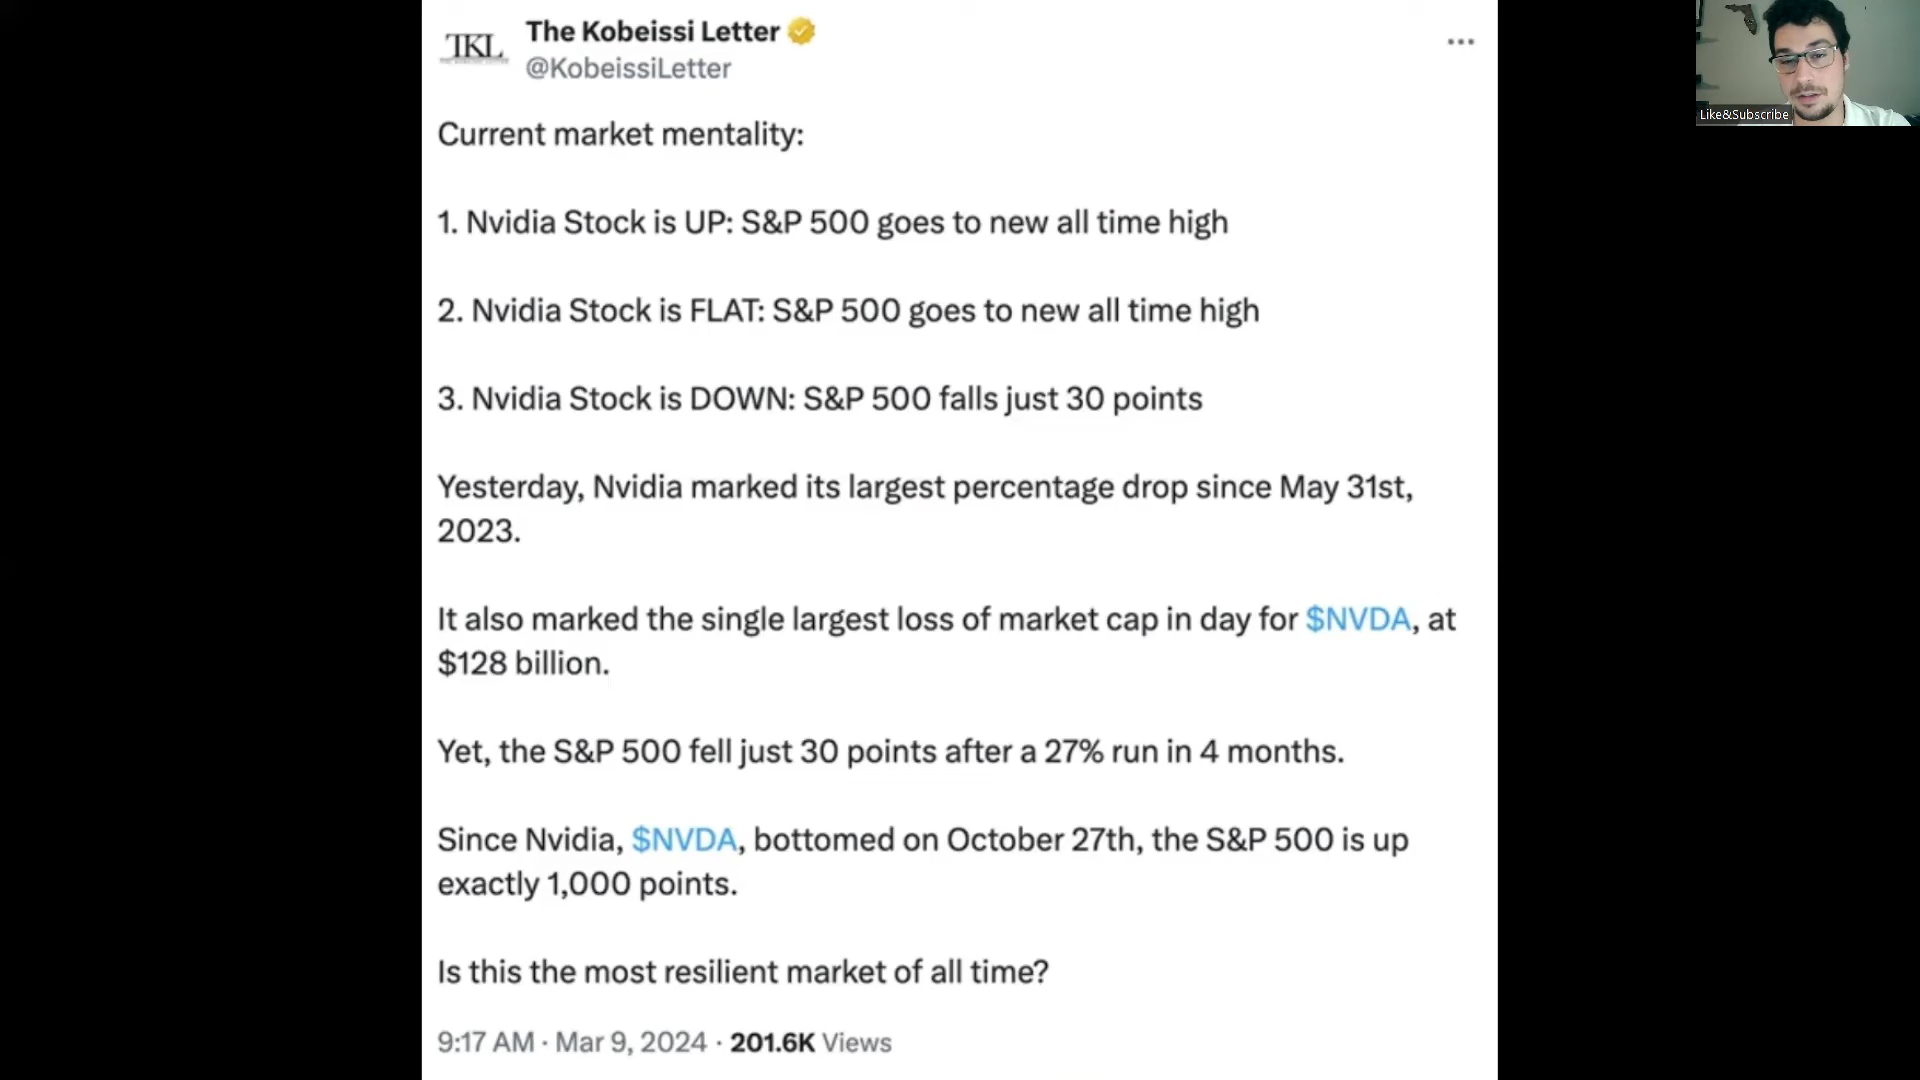 TKL
The Kobeissi Letter
@KobeissiLetter
Like&Subscribe
Current market mentality:
1. Nvidia Stock is UP: S&P 500 goes to new all time high
2. Nvidia Stock is FLAT: S&P 500 goes to new all time high
3. Nvidia Stock is DOWN: S&P 500 falls just 30 points
Yesterday, Nvidia marked its largest percentage drop since May 31st,
2023.
It also marked the single largest loss of market cap in day for $NVDA, at
$128 billion.
Yet, the S&P 500 fell just 30 points after a 27% run in 4 months.
Since Nvidia, $NVDA, bottomed on October 27th, the S&P 500 is up
exactly 1,000 points.
Is this the most resilient market of all time?
9:17 AM · Mar 9, 2024 · 201.6K Views